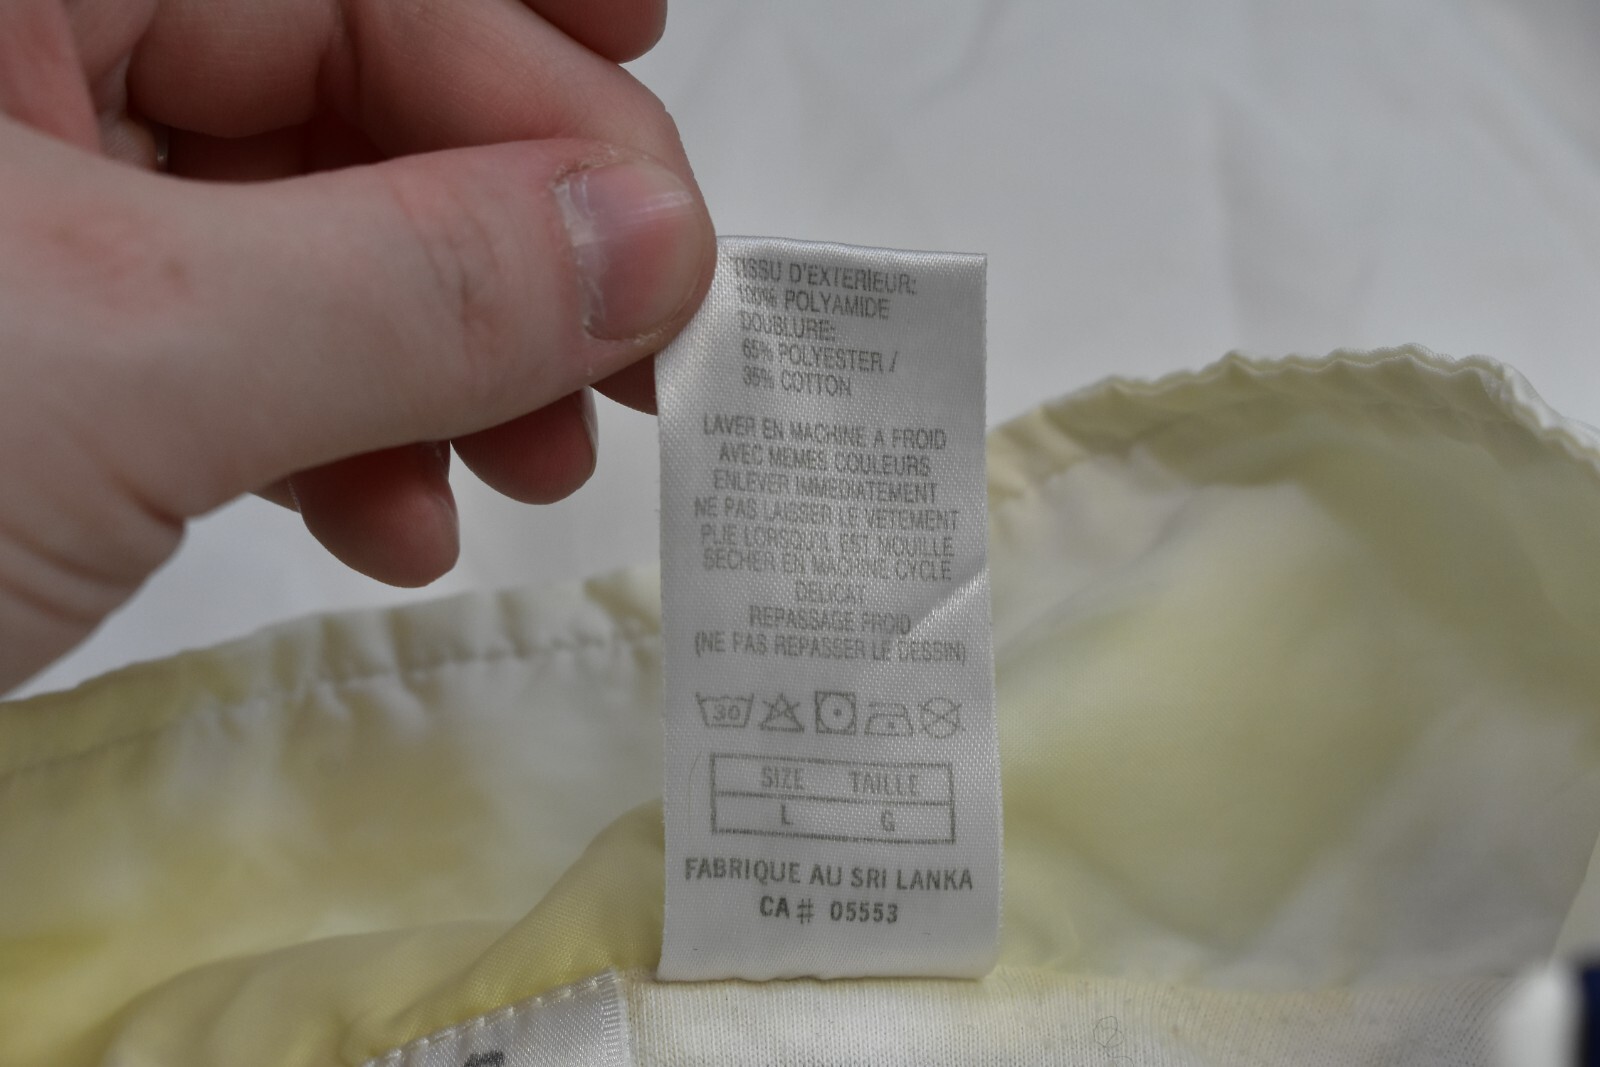 TISSU D'EXTERIEUR:
100% POLYAMIDE
DOUBLURE:
65% POLYESTER /
35% COTTON
LAVER EN MACHINE A FROID
AVEC MEMES COULEURS
ENLEVER IMMEDIATEMENT
NE PAS LAISSER LE VETEMENT
PLIE LORSQU'IL EST MOUILLE
SECHER EN MACHINE CYCLE
DELICAT
REPASSAGE FROID
(NE PAS REPASSER LE DESSIN)
30
SIZE TAILLE
L G
FABRIQUE AU SRI LANKA
CA# 05553